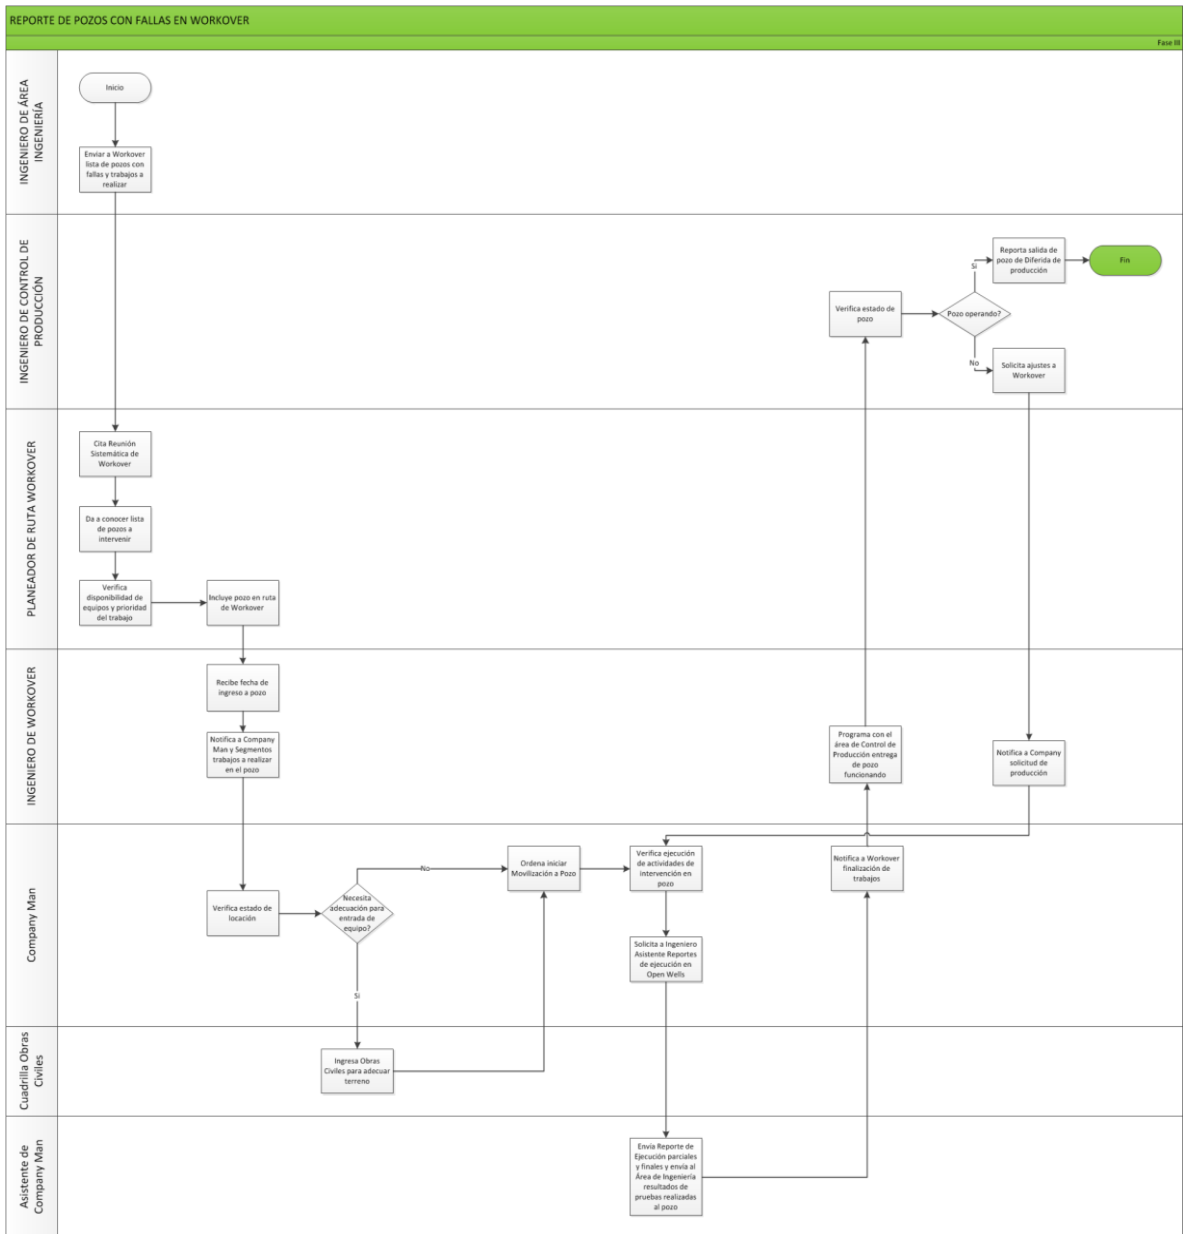 REPORTE DE POZOS CON FALLAS EN WORKOVER
Fase III
INGENIERO DE ÁREA
INGENIERÍA
Inicio
Enviar a Workover
lista de pozos con
fallas y trabajos a
realizar
INGENIERO DE CONTROL DE
PRODUCCIÓN
Verifica estado de
pozo
Pozo operando?
Si
Reporta salida de
pozo de Diferida de
producción
Fin
No
Solicita ajustes a
Workover
PLANEADOR DE RUTA WORKOVER
Cita Reunión
Sistemática de
Workover
Da a conocer lista
de pozos a
intervenir
Verifica
disponibilidad de
equipos y prioridad
del trabajo
Incluye pozo en ruta
de Workover
INGENIERO DE WORKOVER
Recibe fecha de
ingreso a pozo
Notifica a Company
Man y Segmentos
trabajos a realizar
en el pozo
Programa con el
área de Control de
Producción entrega
de pozo
funcionando
Notifica a Company
solicitud de
producción
Company Man
Verifica estado de
locación
Necesita
adecuación para
entrada de
equipo?
No
Si
Ordena iniciar
Movilización a Pozo
Verifica ejecución
de actividades de
intervención en
pozo
Solicita a Ingeniero
Asistente Reportes
de ejecución en
Open Wells
Notifica a Workover
finalización de
trabajos
Cuadrilla Obras
Civiles
Ingresa Obras
Civiles para adecuar
terreno
Asistente de
Company Man
Envía Reporte de
Ejecución parciales
y finales y envía al
Área de Ingeniería
resultados de
pruebas realizadas
al pozo